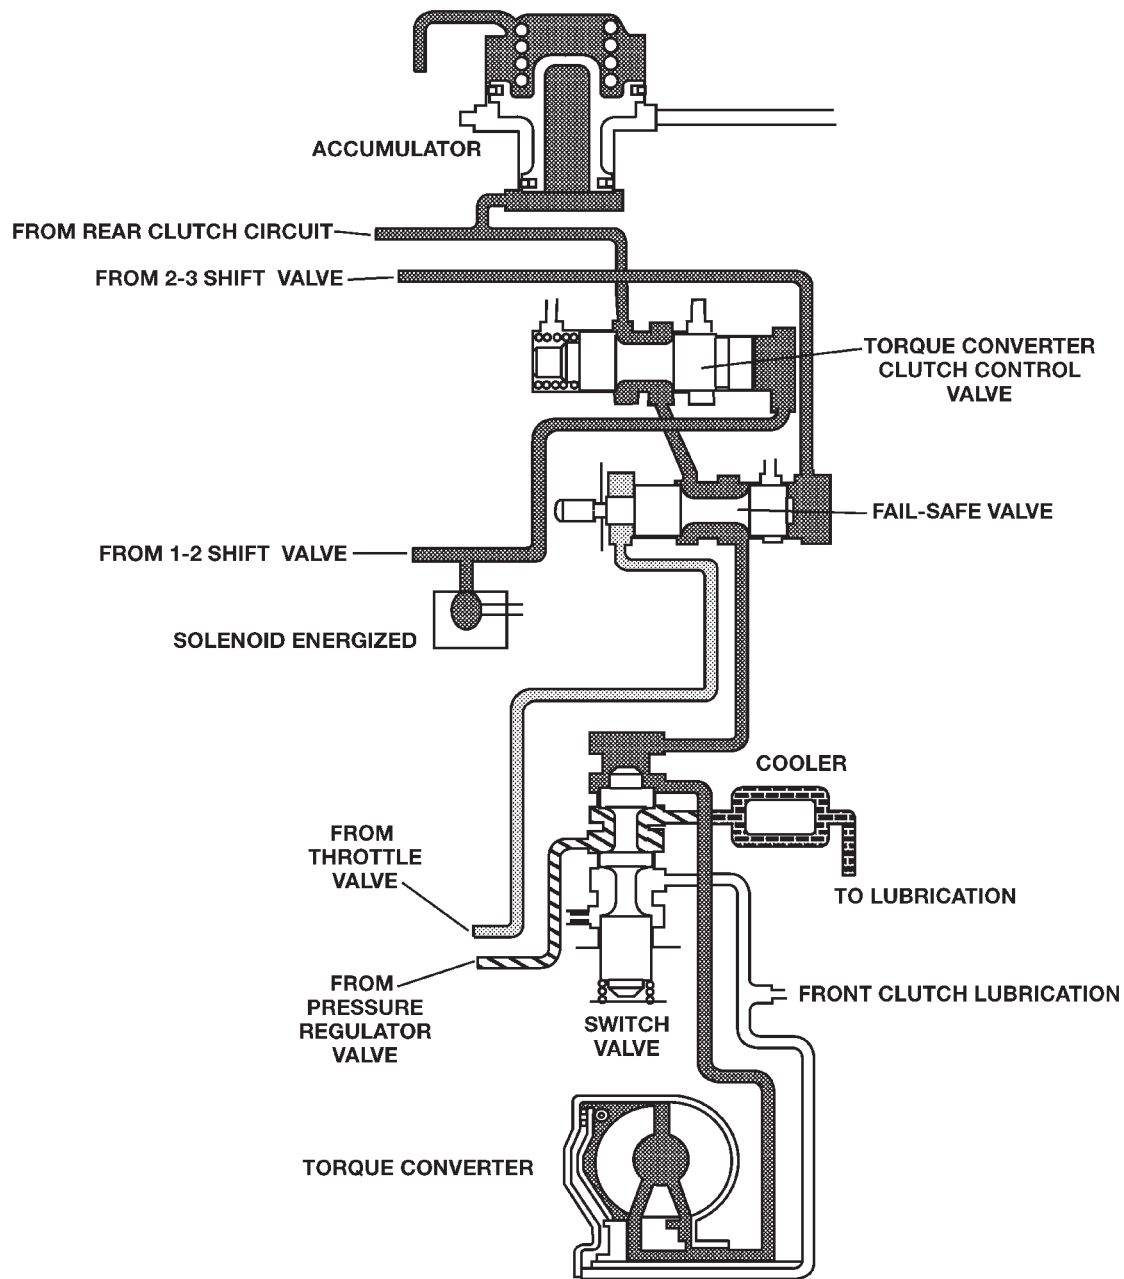 ACCUMULATOR
FROM REAR CLUTCH CIRCUIT
FROM 2-3 SHIFT VALVE
TORQUE CONVERTER
CLUTCH CONTROL
VALVE
FAIL-SAFE VALVE
FROM 1-2 SHIFT VALVE
SOLENOID ENERGIZED
COOLER
FROM
THROTTLE
VALVE
TO LUBRICATION
FROM
PRESSURE
REGULATOR
VALVE
FRONT CLUTCH LUBRICATION
SWITCH
VALVE
TORQUE CONVERTER